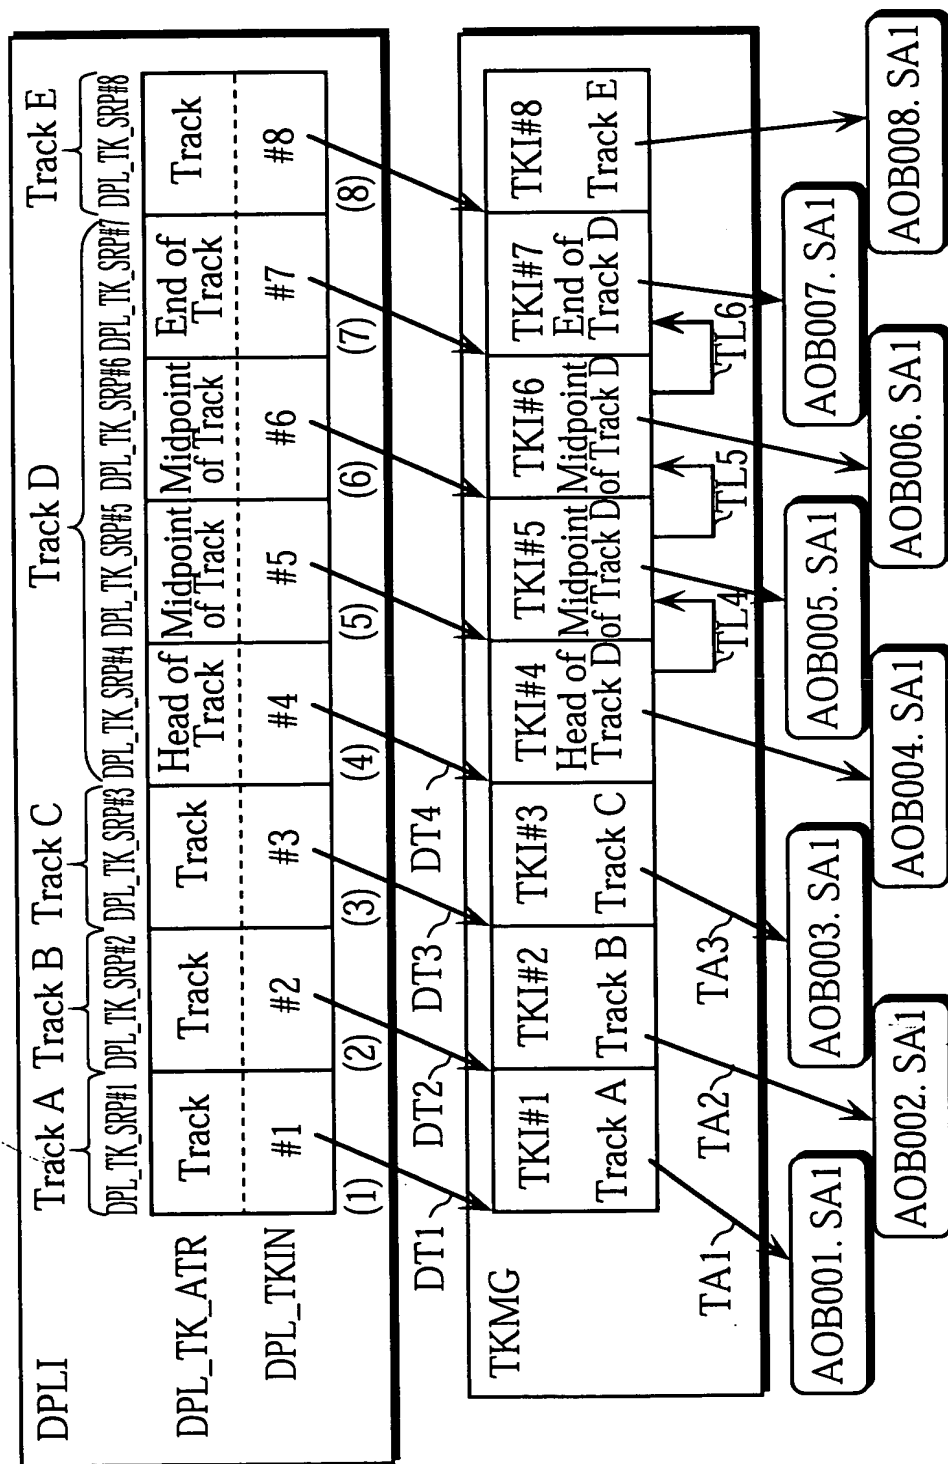 DPLI
Track A
Track B
Track C
Track D
Track E
DPL_TK_SRP#1
DPL_TK_SRP#2
DPL_TK_SRP#3
DPL_TK_SRP#4
DPL_TK_SRP#5
DPL_TK_SRP#6
DPL_TK_SRP#7
DPL_TK_SRP#8
DPL_TK_ATR
Track
Track
Track
Head of
Track
Midpoint
of Track
Midpoint
of Track
End of
Track
Track
DPL_TKIN
#1
#2
#3
#4
#5
#6
#7
#8
(1)
(2)
(3)
(4)
(5)
(6)
(7)
(8)
DT1
DT2
DT3
DT4
TKMG
TKI#1
Track A
TKI#2
Track B
TKI#3
Track C
TKI#4
Head of
Track D
TKI#5
Midpoint
of Track D
TKI#6
Midpoint
of Track D
TKI#7
End of
Track D
TKI#8
Track E
TA1
TA2
TA3
TL4
TL5
TL6
AOB001. SA1
AOB002. SA1
AOB003. SA1
AOB004. SA1
AOB005. SA1
AOB006. SA1
AOB007. SA1
AOB008. SA1